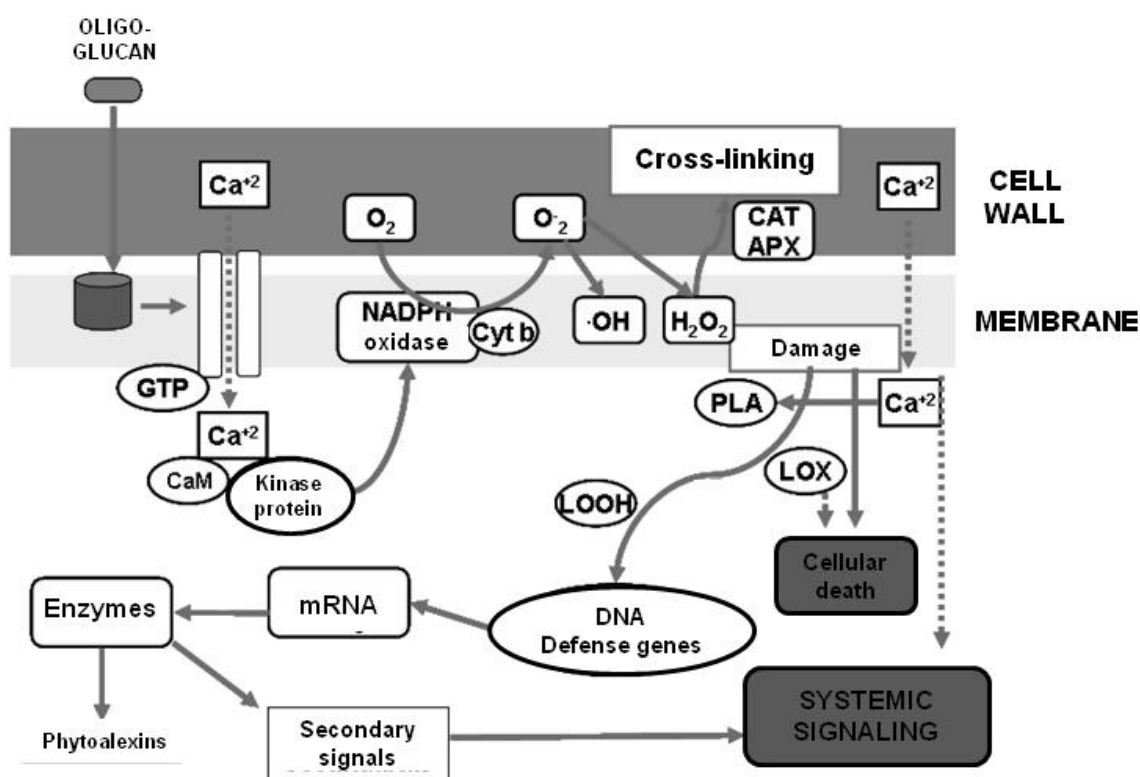 OLIGO-
GLUCAN
Cross-linking
Ca+2
Ca+2
CELL
WALL
O2
O-2
CAT
APX
NADPH
oxidase
Cyt b
·OH
H2O2
MEMBRANE
Damage
GTP
PLA
Ca+2
Ca+2
CaM
Kinase
protein
LOX
LOOH
Cellular
death
Enzymes
mRNA
DNA
Defense genes
Phytoalexins
Secondary
signals
SYSTEMIC
SIGNALING